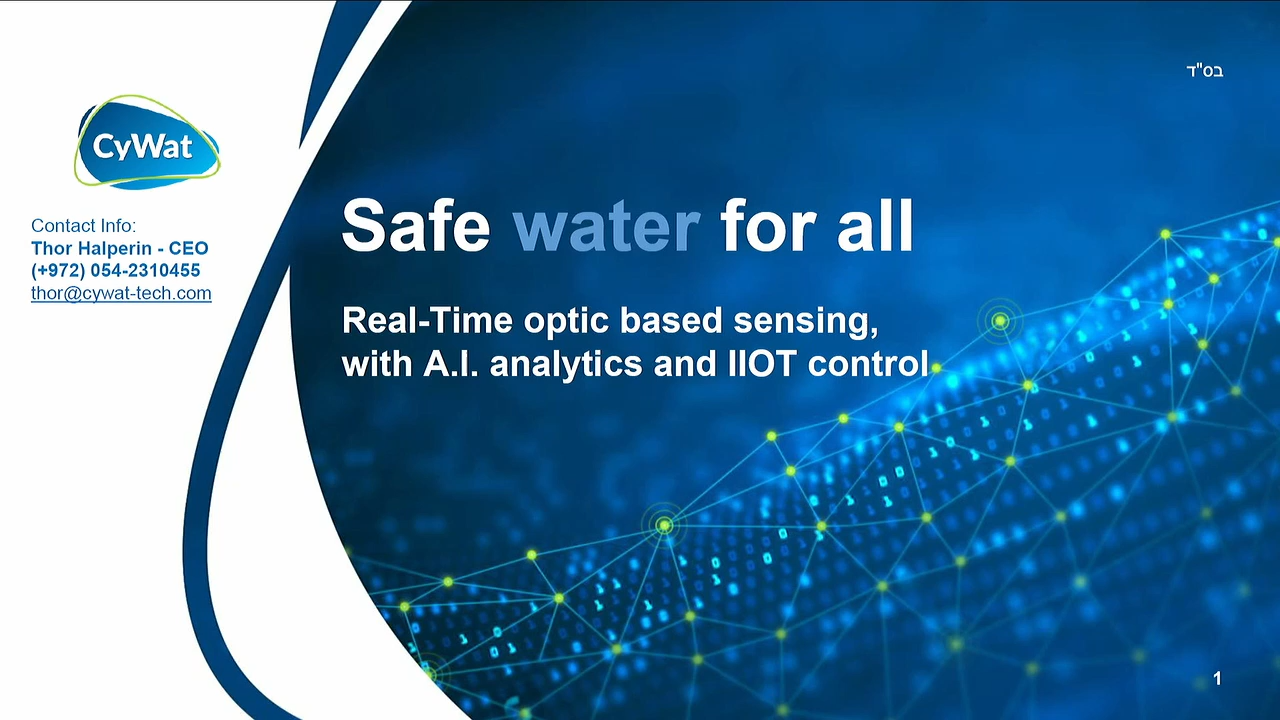 בס"ד
CyWat
Contact Info:
Thor Halperin - CEO
(+972) 054-2310455
thor@cywat-tech.com
Safe water for all
Real-Time optic based sensing,
with A.I. analytics and IIOT control
1